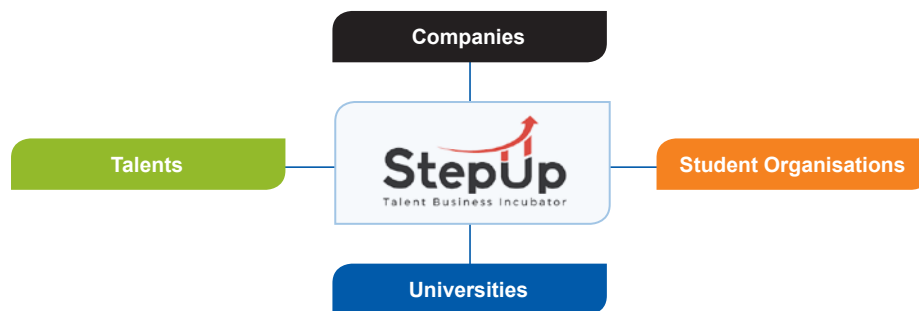 Companies
Talents
StepUp
Talent Business Incubator
Student Organisations
Universities